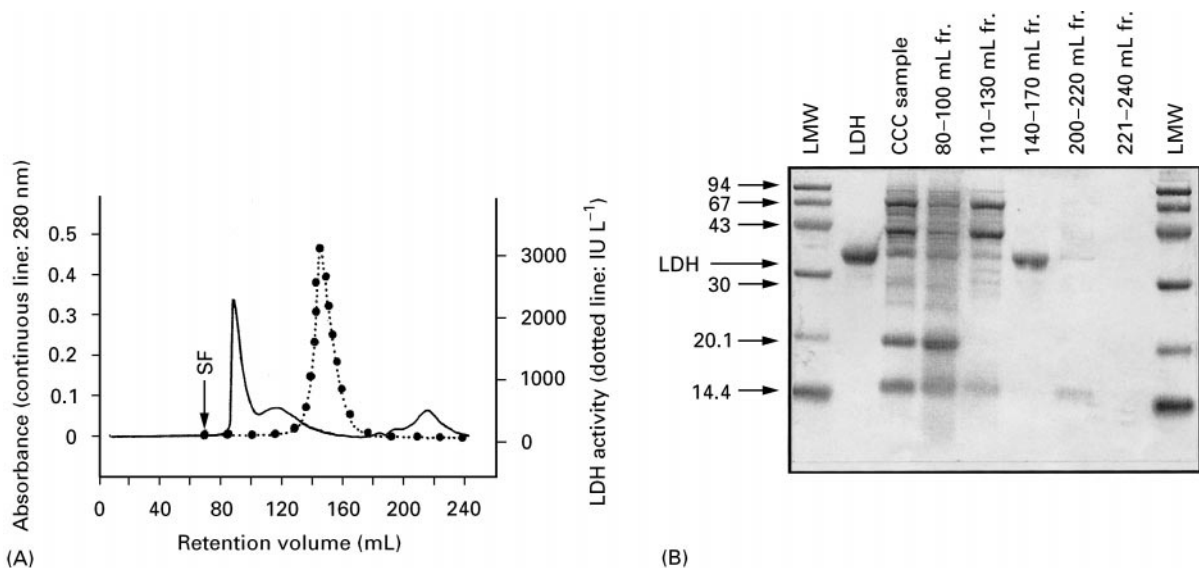 Absorbance (continuous line: 280 nm)
0.5
0.4
0.3
0.2
0.1
0
SF
3000
2000
1000
0
LDH activity (dotted line: IU L⁻¹)
0 40 80 120 160 200 240
Retention volume (mL)
(A)
LMW
LDH
CCC sample
80–100 mL fr.
110–130 mL fr.
140–170 mL fr.
200–220 mL fr.
221–240 mL fr.
LMW
94
67
43
LDH
30
20.1
14.4
(B)